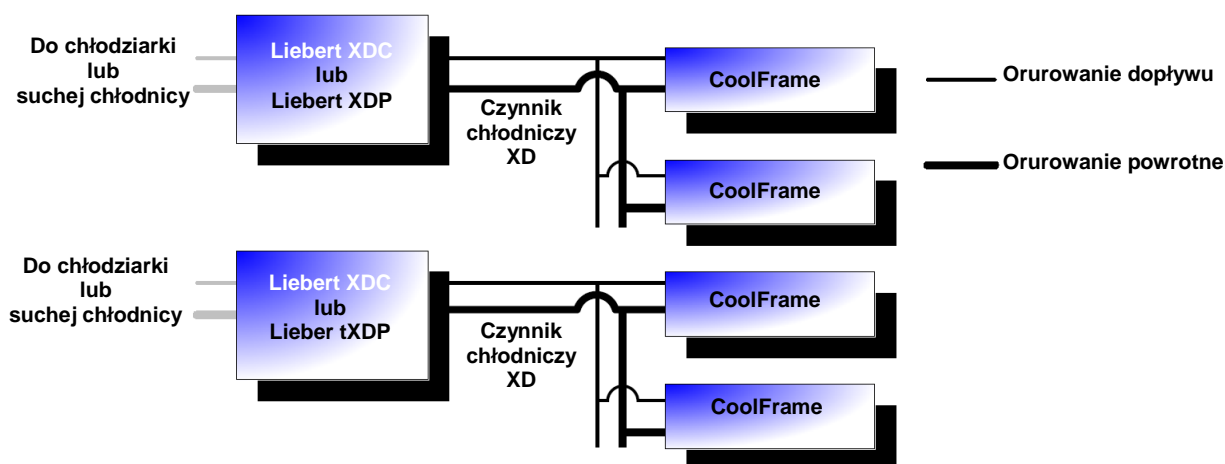 Do chłodziarki
lub
suchej chłodnicy
Liebert XDC
lub
Liebert XDP
Czynnik
chłodniczy
XD
CoolFrame
CoolFrame
Orurowanie dopływu
Orurowanie powrotne
Do chłodziarki
lub
suchej chłodnicy
Liebert XDC
lub
Lieber tXDP
Czynnik
chłodniczy
XD
CoolFrame
CoolFrame